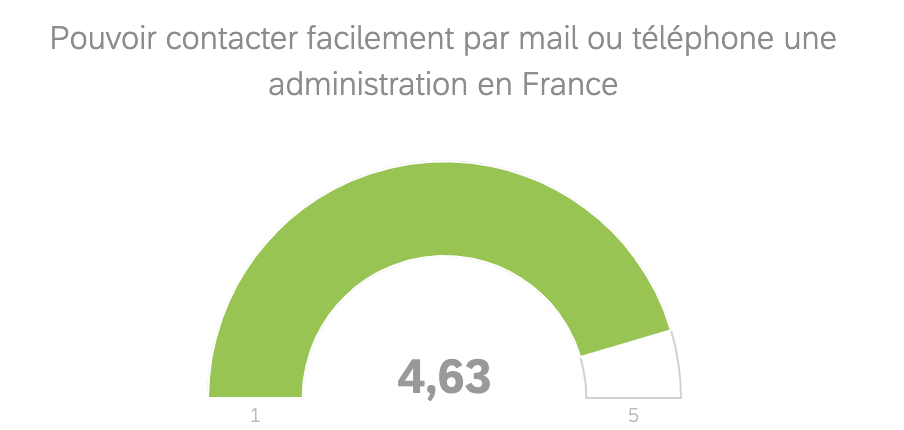 Pouvoir contacter facilement par mail ou téléphone une
administration en France
4,63
1
5